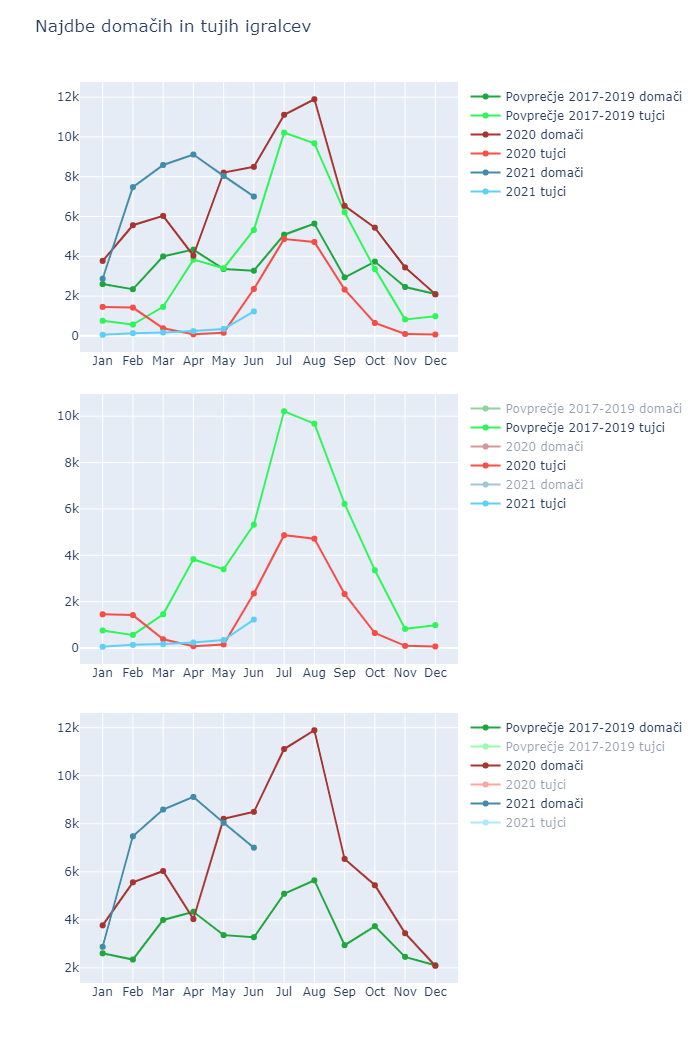 Najdbe domačih in tujih igralcev
12k
10k
8k
6k
4k
2k
0
Jan Feb Mar Apr May Jun Jul Aug Sep Oct Nov Dec
Povprečje 2017-2019 domači
Povprečje 2017-2019 tujci
2020 domači
2020 tujci
2021 domači
2021 tujci
10k
8k
6k
4k
2k
0
Jan Feb Mar Apr May Jun Jul Aug Sep Oct Nov Dec
Povprečje 2017-2019 domači
Povprečje 2017-2019 tujci
2020 domači
2020 tujci
2021 domači
2021 tujci
12k
10k
8k
6k
4k
2k
Jan Feb Mar Apr May Jun Jul Aug Sep Oct Nov Dec
Povprečje 2017-2019 domači
Povprečje 2017-2019 tujci
2020 domači
2020 tujci
2021 domači
2021 tujci